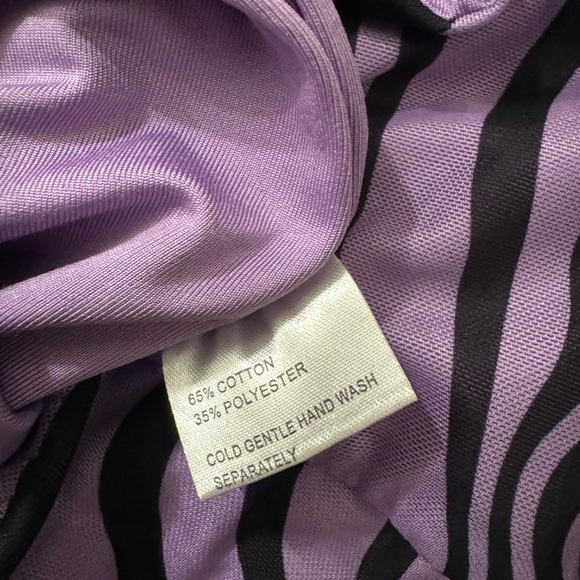 65% COTTON
35% POLYESTER
COLD GENTLE HAND WASH
SEPARATELY